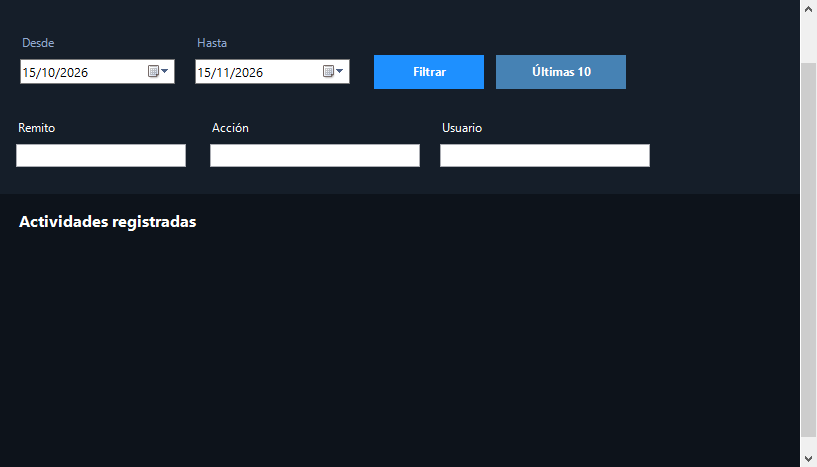 Desde Hasta
15/10/2026 15/11/2026 Filtrar Últimas 10
Remito Acción Usuario
Actividades registradas